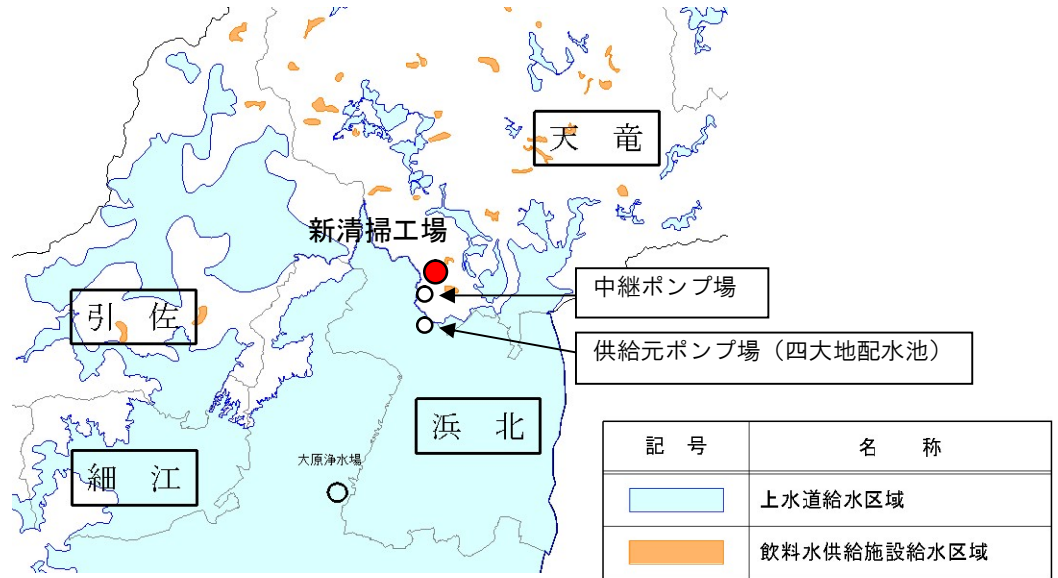 天 竜
新清掃工場
中継ポンプ場
引 佐
供給元ポンプ場（四大地配水池）
浜 北
大原浄水場
細 江
記 号 名 称
上水道給水区域
飲料水供給施設給水区域